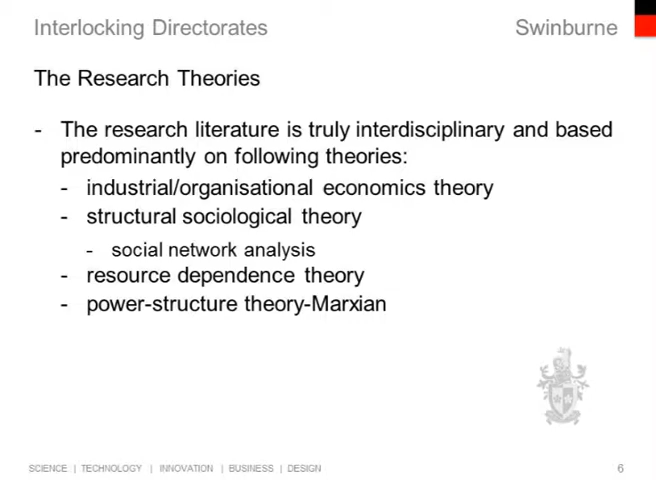 Interlocking Directorates Swinburne
The Research Theories
- The research literature is truly interdisciplinary and based
predominantly on following theories:
- industrial/organisational economics theory
- structural sociological theory
- social network analysis
- resource dependence theory
- power-structure theory-Marxian
SCIENCE | TECHNOLOGY | INNOVATION | BUSINESS | DESIGN 6